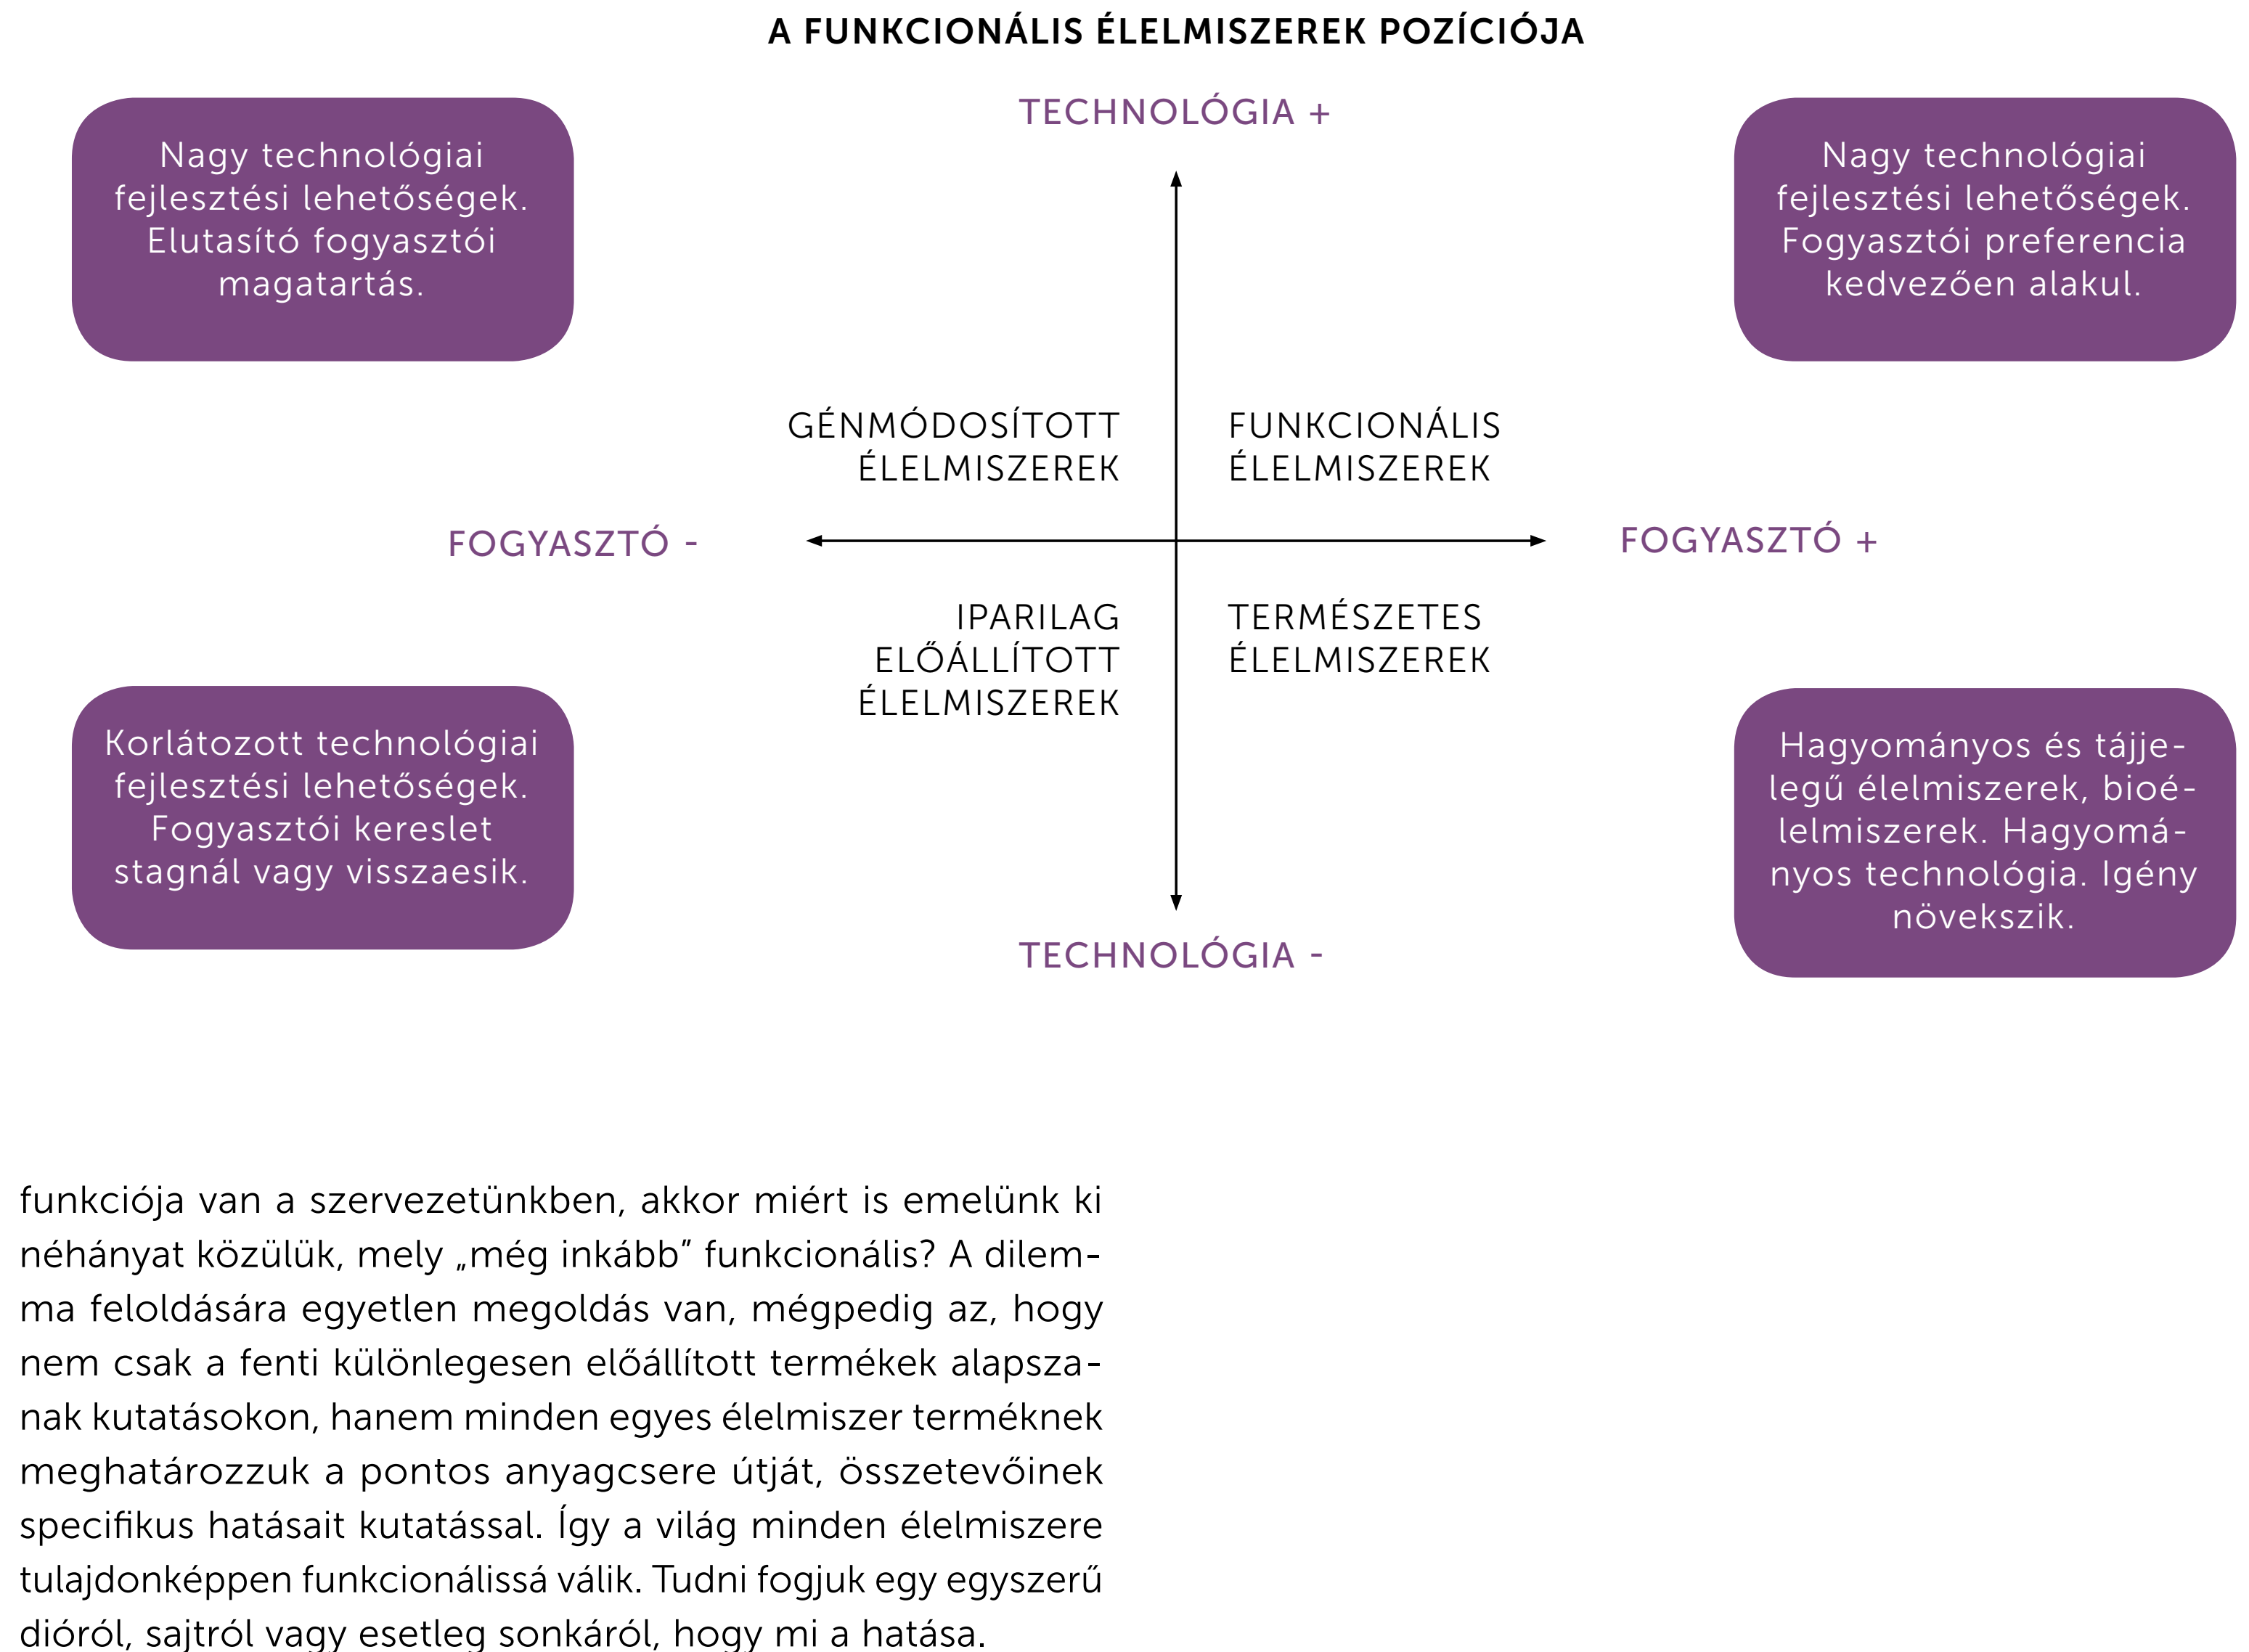 A FUNKCIONÁLIS ÉLELMISZEREK POZÍCIÓJA
TECHNOLÓGIA +
Nagy technológiai
fejlesztési lehetőségek.
Elutasító fogyasztói
magatartás.
Nagy technológiai
fejlesztési lehetőségek.
Fogyasztói preferencia
kedvezően alakul.
GÉNMÓDOSÍTOTT
ÉLELMISZEREK
FUNKCIONÁLIS
ÉLELMISZEREK
FOGYASZTÓ -
FOGYASZTÓ +
IPARILAG
ELŐÁLLÍTOTT
ÉLELMISZEREK
TERMÉSZETES
ÉLELMISZEREK
Korlátozott technológiai
fejlesztési lehetőségek.
Fogyasztói kereslet
stagnál vagy visszaesik.
Hagyományos és tájje-
legű élelmiszerek, bioé-
lelmiszerek. Hagyomá-
nyos technológia. Igény
növekszik.
TECHNOLÓGIA -
funkciója van a szervezetünkben, akkor miért is emelünk ki
néhányat közülük, mely „még inkább” funkcionális? A dilem-
ma feloldására egyetlen megoldás van, mégpedig az, hogy
nem csak a fenti különlegesen előállított termékek alapsza-
nak kutatásokon, hanem minden egyes élelmiszer terméknek
meghatározzuk a pontos anyagcsere útját, összetevőinek
specifikus hatásait kutatással. Így a világ minden élelmiszere
tulajdonképpen funkcionálissá válik. Tudni fogjuk egy egyszerű
dióról, sajtról vagy esetleg sonkáról, hogy mi a hatása.